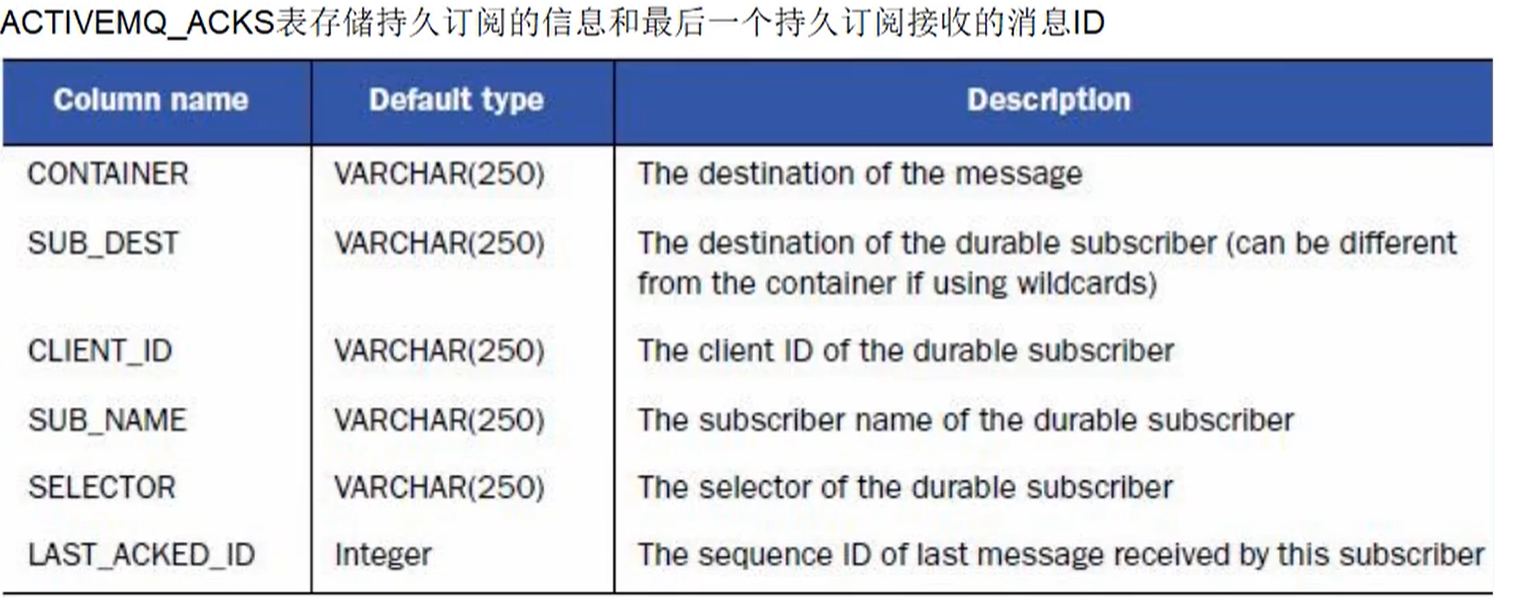 ACTIVEMQ_ACKS表存储持久订阅的信息和最后一个持久订阅接收的消息ID
Column name Default type Description
CONTAINER VARCHAR(250) The destination of the message
SUB_DEST VARCHAR(250) The destination of the durable subscriber (can be different
from the container if using wildcards)
CLIENT_ID VARCHAR(250) The client ID of the durable subscriber
SUB_NAME VARCHAR(250) The subscriber name of the durable subscriber
SELECTOR VARCHAR(250) The selector of the durable subscriber
LAST_ACKED_ID Integer The sequence ID of last message received by this subscriber